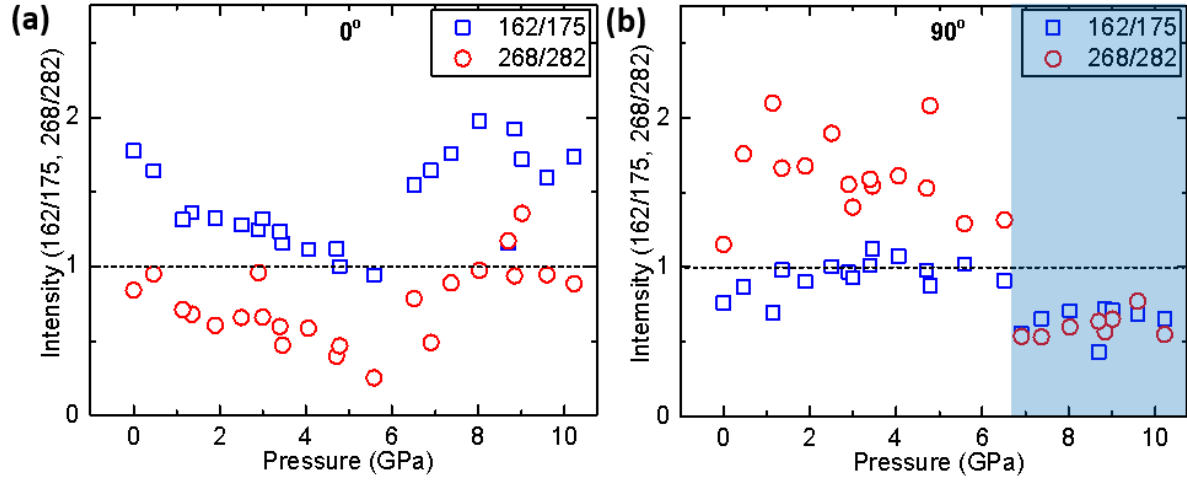 (a)
0°
162/175
268/282
Intensity (162/175, 268/282)
2
1
0
0 2 4 6 8 10
Pressure (GPa)
(b)
90°
162/175
268/282
Intensity (162/175, 268/282)
2
1
0
0 2 4 6 8 10
Pressure (GPa)